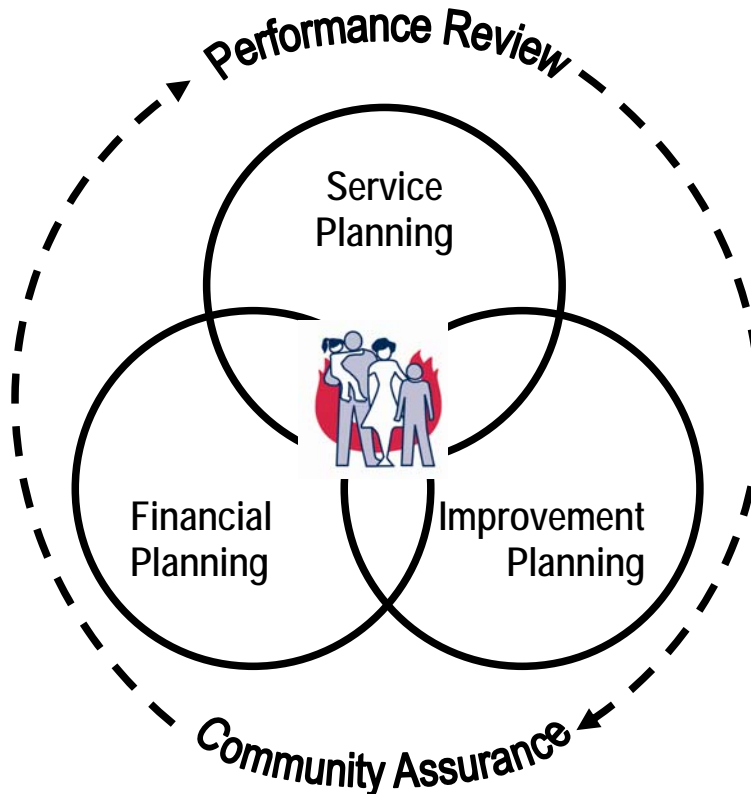 Performance Review
Service
Planning
Financial
Planning
Improvement
Planning
Community Assurance